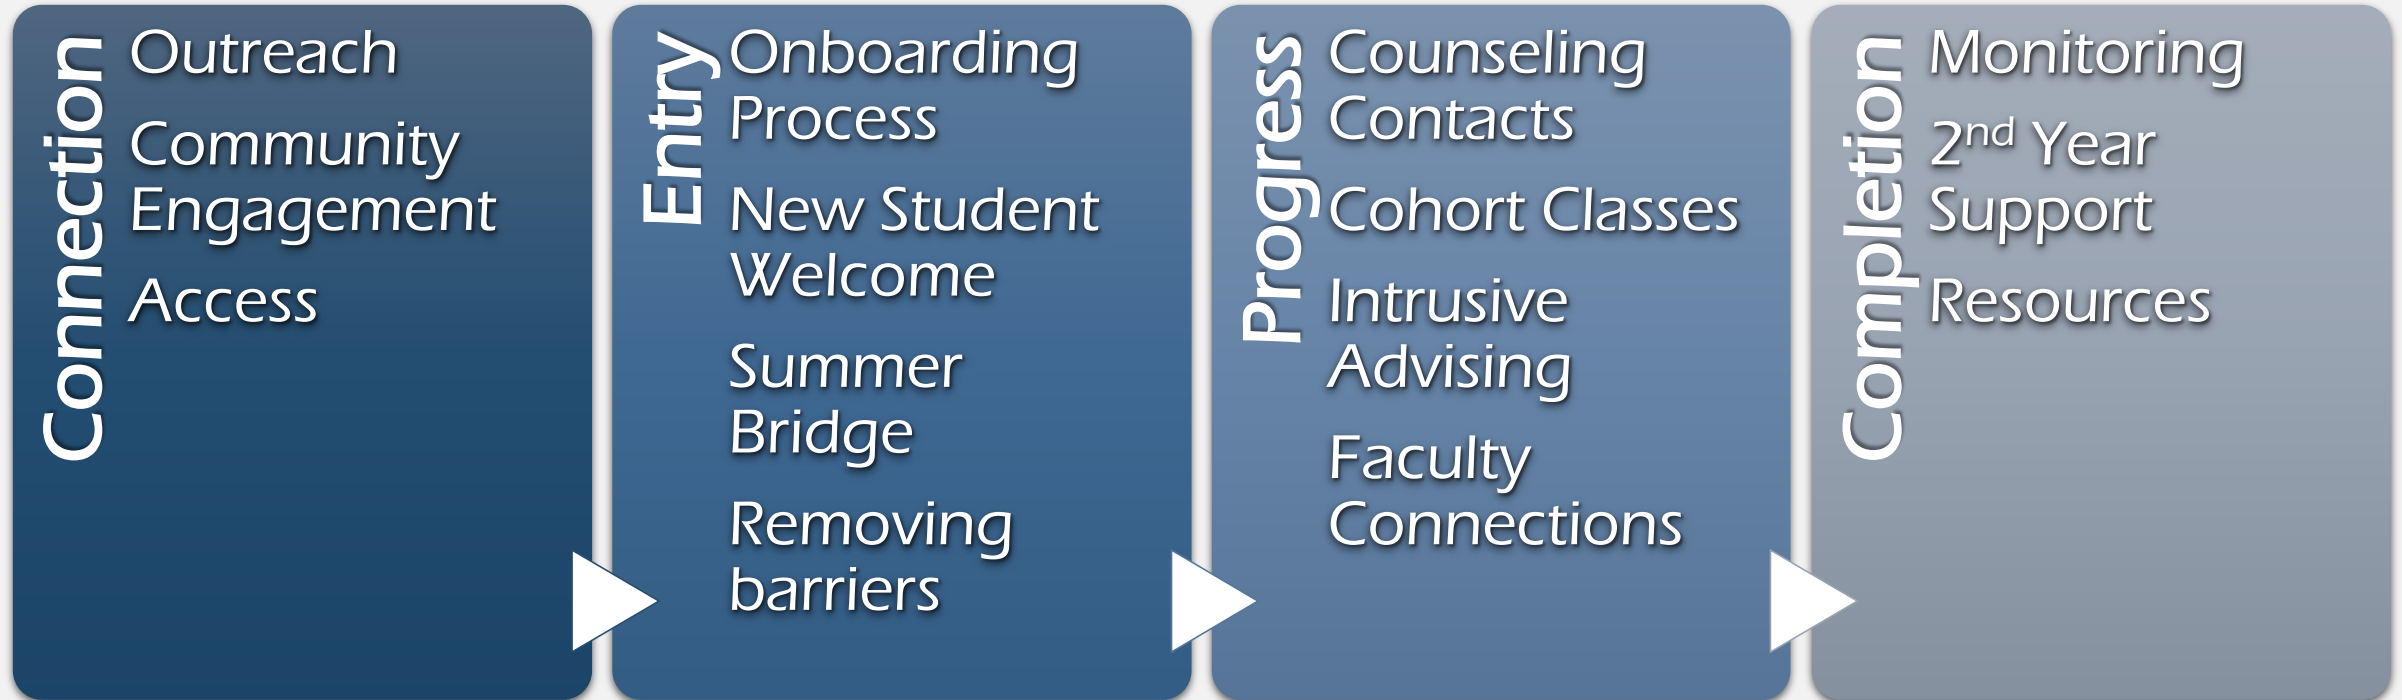 Connection
Outreach
Community
Engagement
Access
Entry
Onboarding
Process
New Student
Welcome
Summer
Bridge
Removing
barriers
Progress
Counseling
Contacts
Cohort Classes
Intrusive
Advising
Faculty
Connections
Completion
Monitoring
2nd Year
Support
Resources